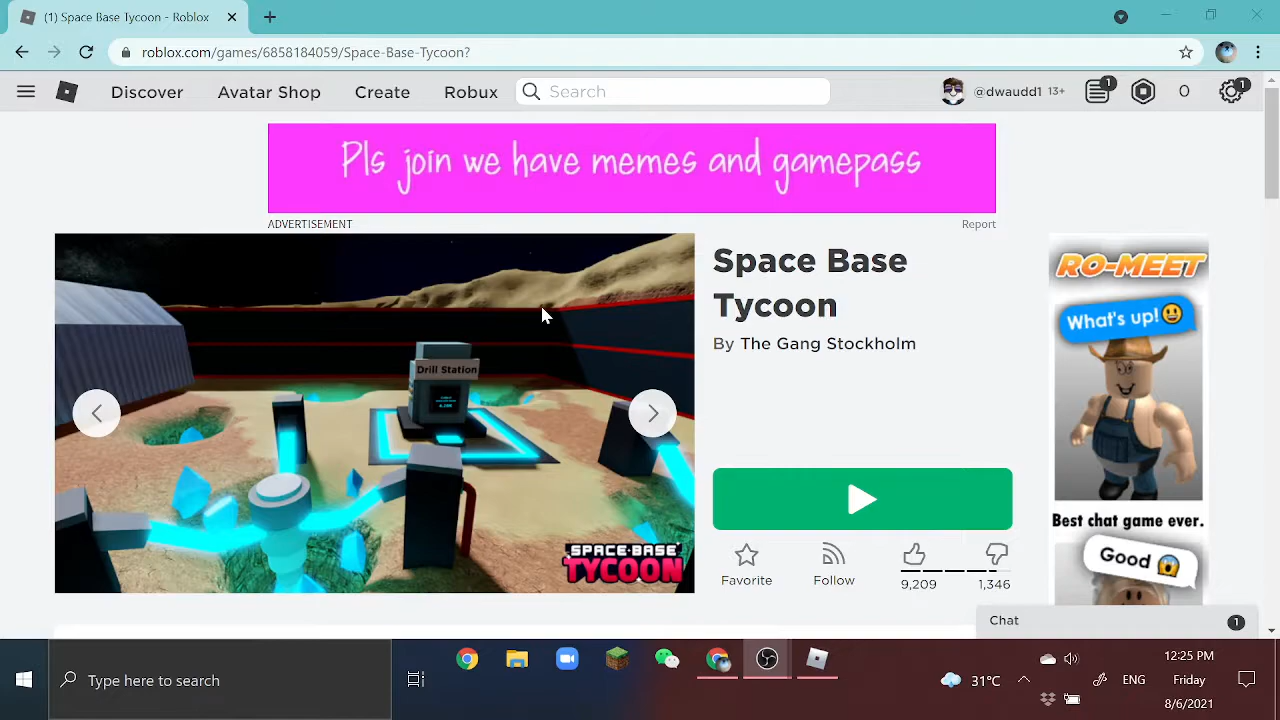 (1) Space Base Tycoon - Roblox
roblox.com/games/6858184059/Space-Base-Tycoon?
Discover
Avatar Shop
Create
Robux
Search
@dwaudd1 13+
1
0
1
Pls join we have memes and gamepass
ADVERTISEMENT
Report
Drill Station
SPACE·BASE
TYCOON
Space Base
Tycoon
By The Gang Stockholm
Favorite
Follow
9,209
1,346
RO-MEET
What's up!
Best chat game ever.
Good
Chat
1
Type here to search
31°C
ENG
12:25 PM
Friday
8/6/2021